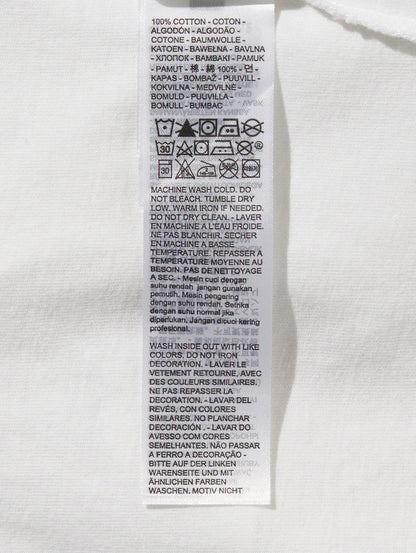 100% COTTON - COTON -
ALGODÓN - ALGODÃO -
COTONE - BAUMWOLLE -
KATOEN - BAWEŁNA - BAVLNA
- ХЛОПОК - BAMBAKI - PAMUK
- PAMUT - 棉 - 綿 100% - 면 -
KAPAS - BOMBAŽ - PUUVILL -
KOKVILNA - MEDVILNĖ -
BOMULD - PUUVILLA -
BOMULL - BUMBAC
30
30
MACHINE WASH COLD. DO
NOT BLEACH. TUMBLE DRY
LOW. WARM IRON IF NEEDED.
DO NOT DRY CLEAN. - LAVER
EN MACHINE A L'EAU FROIDE.
NE PAS BLANCHIR. SECHER
EN MACHINE A BASSE
TEMPERATURE. REPASSER A
TEMPERATURE MOYENNE AU
BESOIN. PAS DE NETTOYAGE
A SEC. - Mesin cuci dengan
suhu rendah. jangan gunakan
pemutih. Mesin pengering
dengan suhu rendah. Setrika
dengan suhu normal jika
diperlukan. Jangan dicuci kering
profesional.
WASH INSIDE OUT WITH LIKE
COLORS. DO NOT IRON
DECORATION. - LAVER LE
VETEMENT RETOURNE, AVEC
DES COULEURS SIMILAIRES.
NE PAS REPASSER LA
DECORATION. - LAVAR DEL
REVÉS, CON COLORES
SIMILARES. NO PLANCHAR
DECORACIÓN . - LAVAR DO
AVESSO COM CORES
SEMELHANTES. NÃO PASSAR
A FERRO A DECORAÇÃO -
BITTE AUF DER LINKEN
WARENSEITE UND MIT
ÄHNLICHEN FARBEN
WASCHEN. MOTIV NICHT